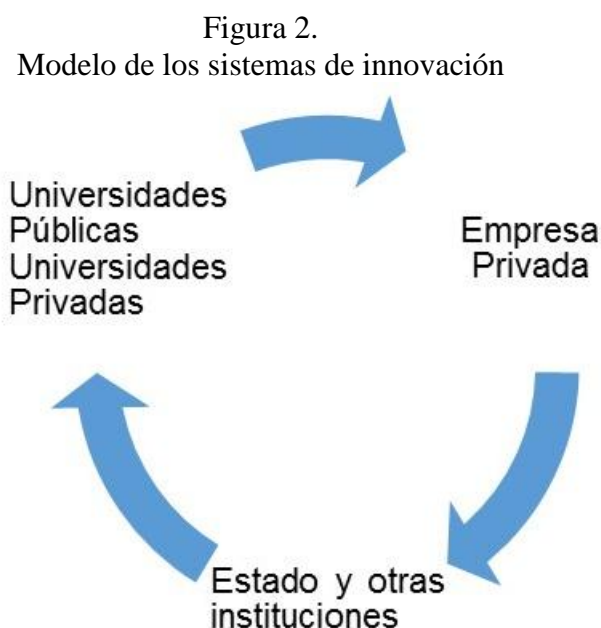 Figura 2.
Modelo de los sistemas de innovación
Universidades
Públicas
Universidades
Privadas
Empresa
Privada
Estado y otras
instituciones